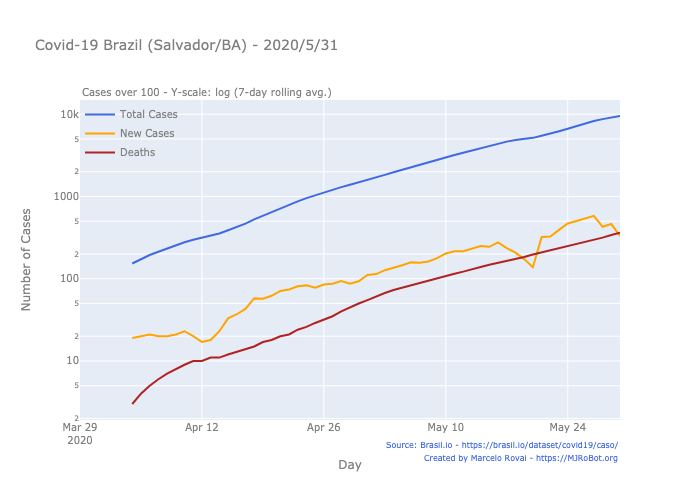 Covid-19 Brazil (Salvador/BA) - 2020/5/31
Cases over 100 - Y-scale: log (7-day rolling avg.)
Total Cases
New Cases
Deaths
10k
5
2
1000
5
2
100
5
2
10
5
2
Number of Cases
Mar 29
2020
Apr 12
Apr 26
May 10
May 24
Day
Source: Brasil.io - https://brasil.io/dataset/covid19/caso/
Created by Marcelo Rovai - https://MJRoBot.org